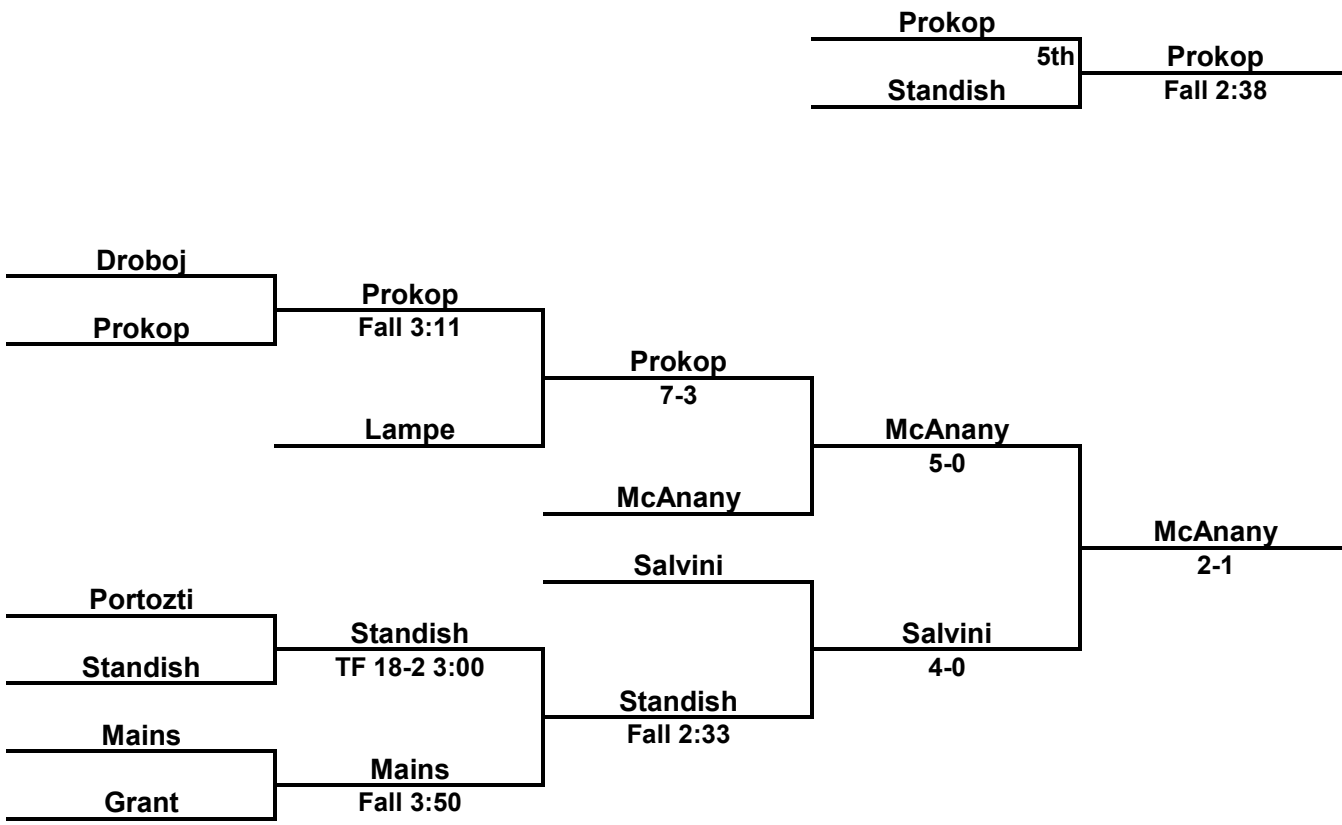 Prokop
5th
Prokop
Standish
Fall 2:38
Droboj
Prokop
Prokop
Fall 3:11
Prokop
7-3
Lampe
McAnany
5-0
McAnany
McAnany
2-1
Salvini
Portozti
Standish
Salvini
Standish
TF 18-2 3:00
4-0
Standish
Mains
Fall 2:33
Mains
Grant
Fall 3:50